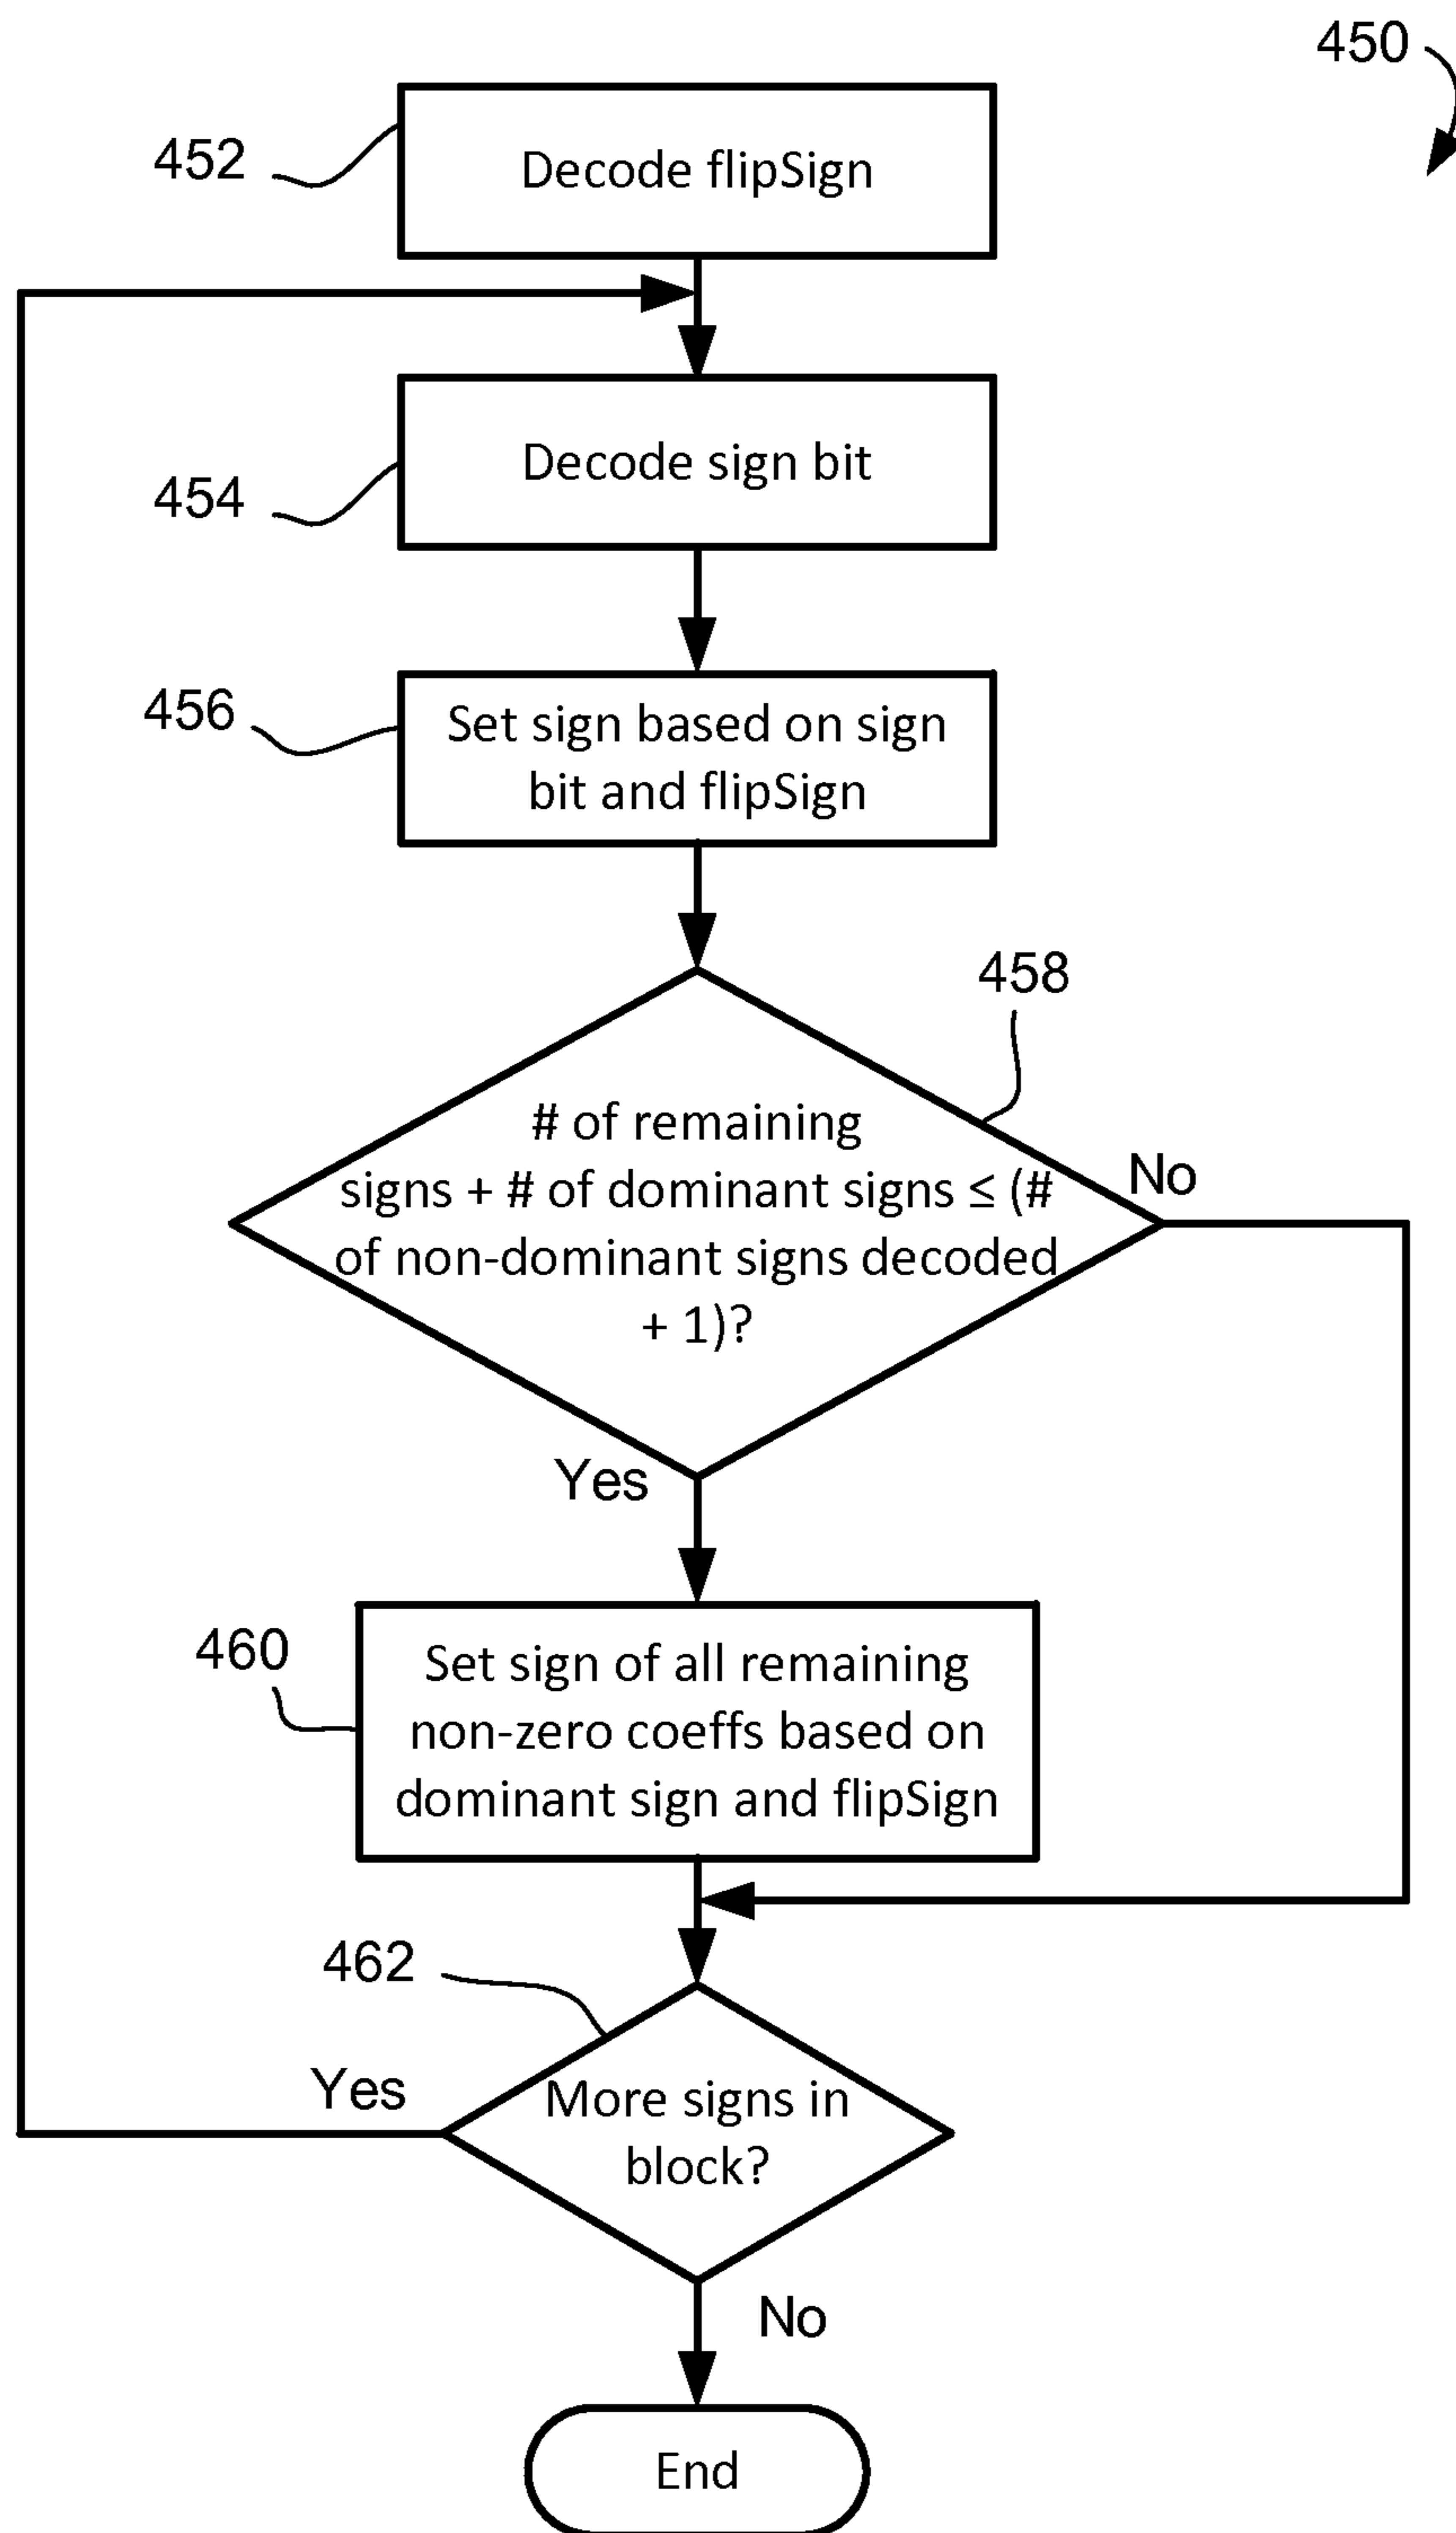 450
452
Decode flipSign
454
Decode sign bit
456
Set sign based on sign
bit and flipSign
458
# of remaining
signs + # of dominant signs ≤ (#
of non-dominant signs decoded
+ 1)?
No
Yes
460
Set sign of all remaining
non-zero coeffs based on
dominant sign and flipSign
462
More signs in
block?
Yes
No
End